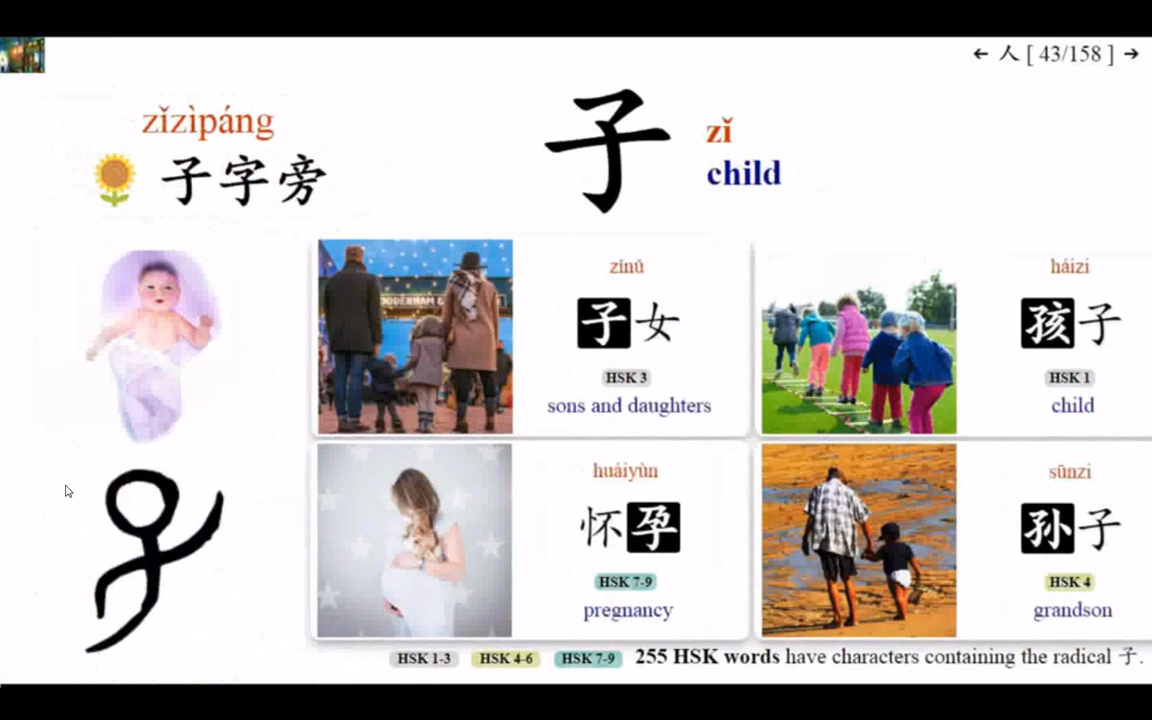 ← 人 [ 43/158 ] →
zǐzìpáng
子字旁
子
zǐ
child
zǐnǚ
子女
HSK 3
sons and daughters
háizi
孩子
HSK 1
child
huáiyùn
怀孕
HSK 7-9
pregnancy
sūnzi
孙子
HSK 4
grandson
HSK 1-3 HSK 4-6 HSK 7-9 255 HSK words have characters containing the radical 子.